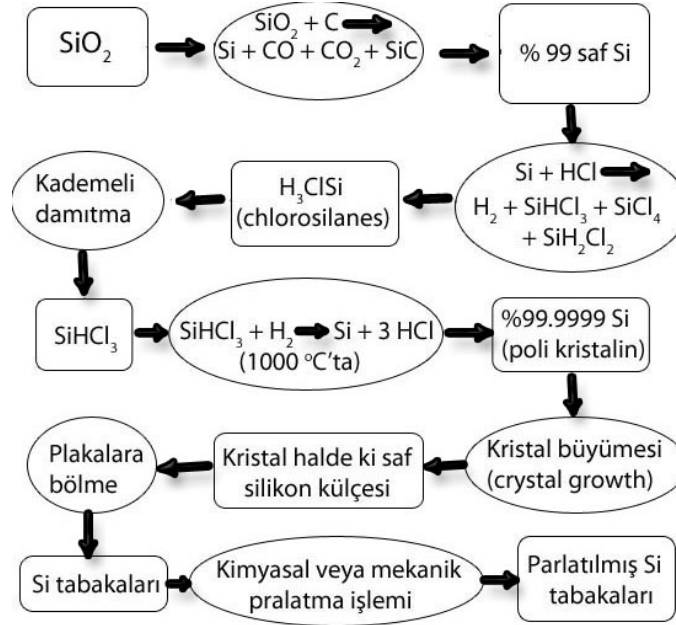 SiO₂
SiO₂ + C
Si + CO + CO₂ + SiC
% 99 saf Si
Si + HCl
H₂ + SiHCl₃ + SiCl₄
+ SiH₂Cl₂
H₃ClSi
(chlorosilanes)
Kademeli
damıtma
SiHCl₃
SiHCl₃ + H₂ Si + 3 HCl
(1000 °C'ta)
%99.9999 Si
(poli kristalin)
Kristal büyümesi
(crystal growth)
Kristal halde ki saf
silikon külçesi
Plakalara
bölme
Si tabakaları
Kimyasal veya mekanik
pralatma işlemi
Parlatılmış Si
tabakaları